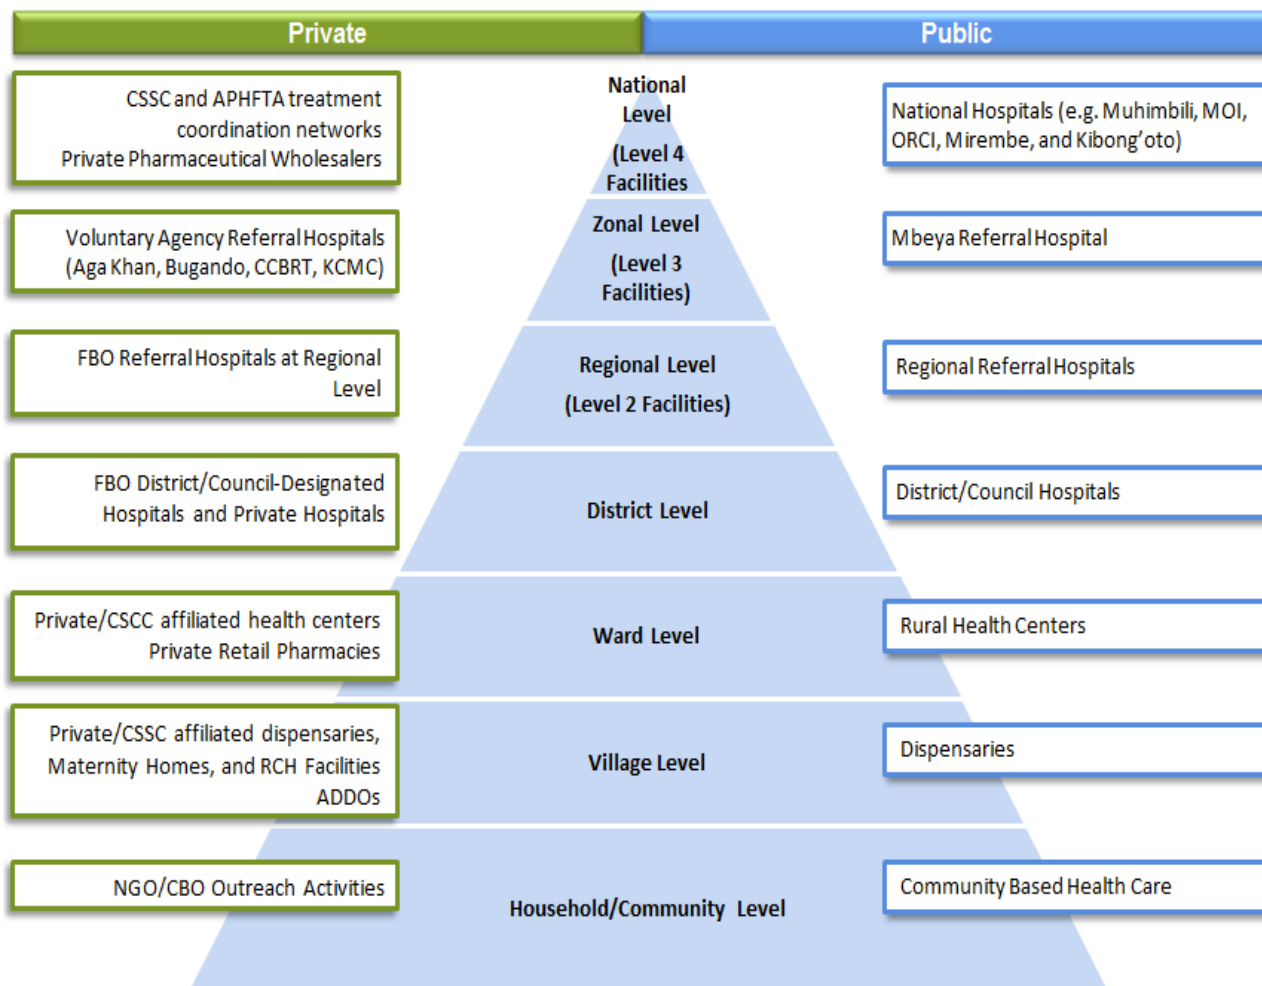 Private
Public
CSSC and APHFTA treatment
coordination networks
Private Pharmaceutical Wholesalers
National
Level
(Level 4
Facilities
National Hospitals (e.g. Muhimbili, MOI,
ORCI, Mirembe, and Kibong'oto)
Voluntary Agency Referral Hospitals
(Aga Khan, Bugando, CCBRT, KCMC)
Zonal Level
(Level 3
Facilities)
Mbeya Referral Hospital
FBO Referral Hospitals at Regional
Level
Regional Level
(Level 2 Facilities)
Regional Referral Hospitals
FBO District/Council-Designated
Hospitals and Private Hospitals
District Level
District/Council Hospitals
Private/CSCC affiliated health centers
Private Retail Pharmacies
Ward Level
Rural Health Centers
Private/CSSC affiliated dispensaries,
Maternity Homes, and RCH Facilities
ADDOs
Village Level
Dispensaries
NGO/CBO Outreach Activities
Household/Community Level
Community Based Health Care